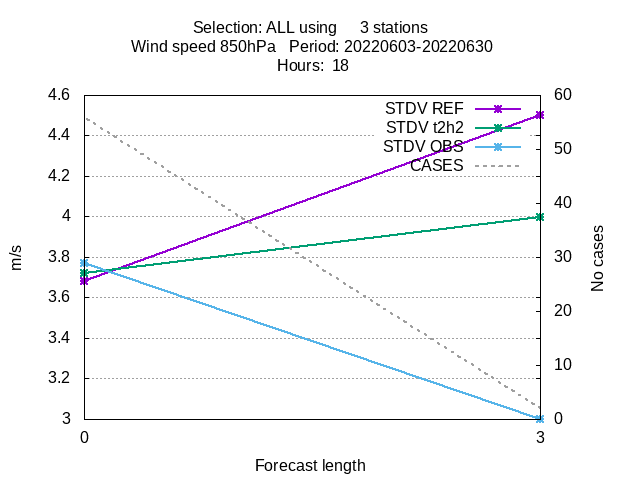 Selection: ALL using      3 stations
Wind speed 850hPa   Period: 20220603-20220630
Hours:  18
4.6
4.4
4.2
4
3.8
3.6
3.4
3.2
3
60
50
40
30
20
10
0
STDV REF
STDV t2h2
STDV OBS
CASES
m/s
No cases
0
3
Forecast length